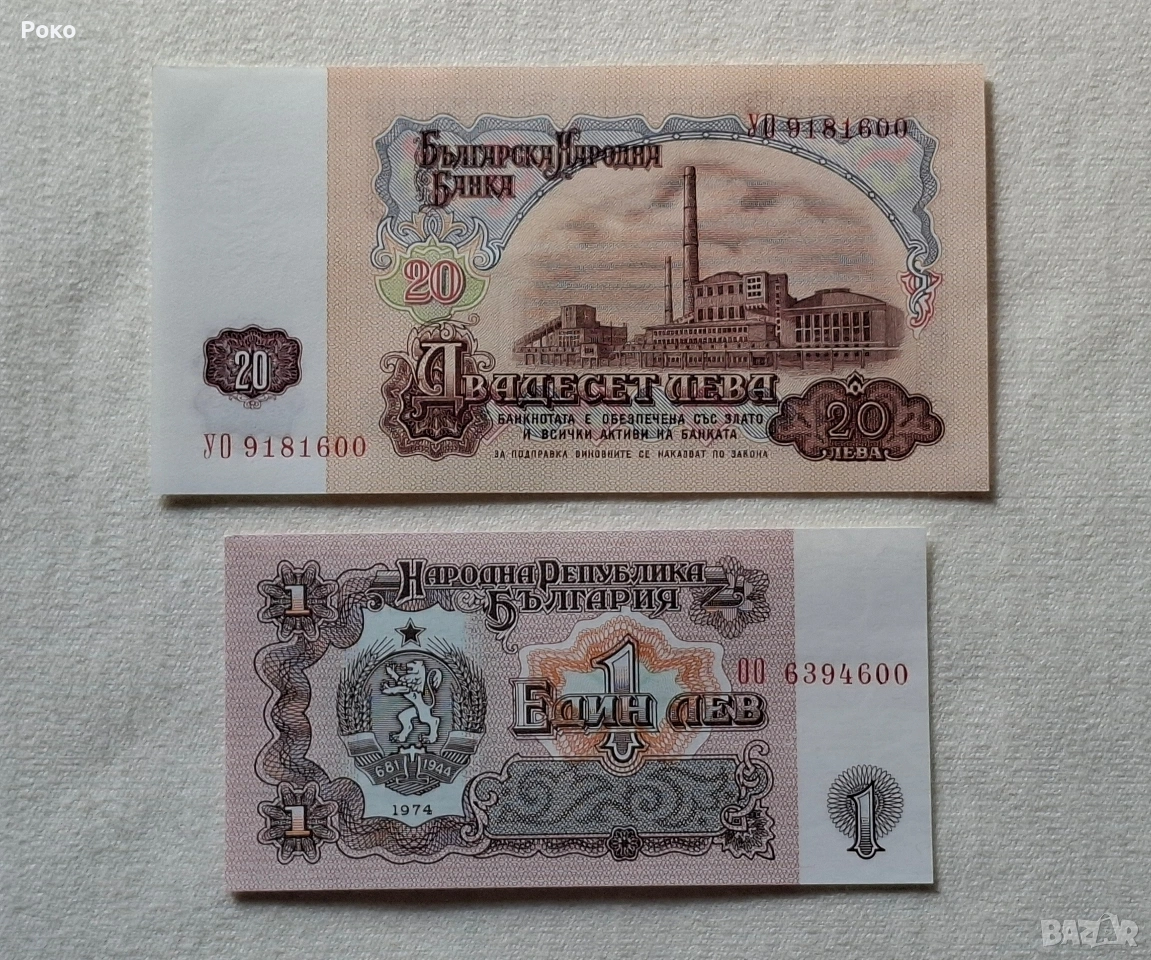 Роко
УО 9181600
Българска Народна
Банка
20
20
Двадесет лева
БАНКНОТАТА Е ОБЕЗПЕЧЕНА СЪС ЗЛАТО
И ВСИЧКИ АКТИВИ НА БАНКАТА
ЗА ПОДПРАВКА ВИНОВНИТЕ СЕ НАКАЗВАТ ПО ЗАКОНА
20
ЛЕВА
УО 9181600
1
Народна Република
България
1
ОО 6394600
Един лев
681 1944
1974
1
1
BAZAR